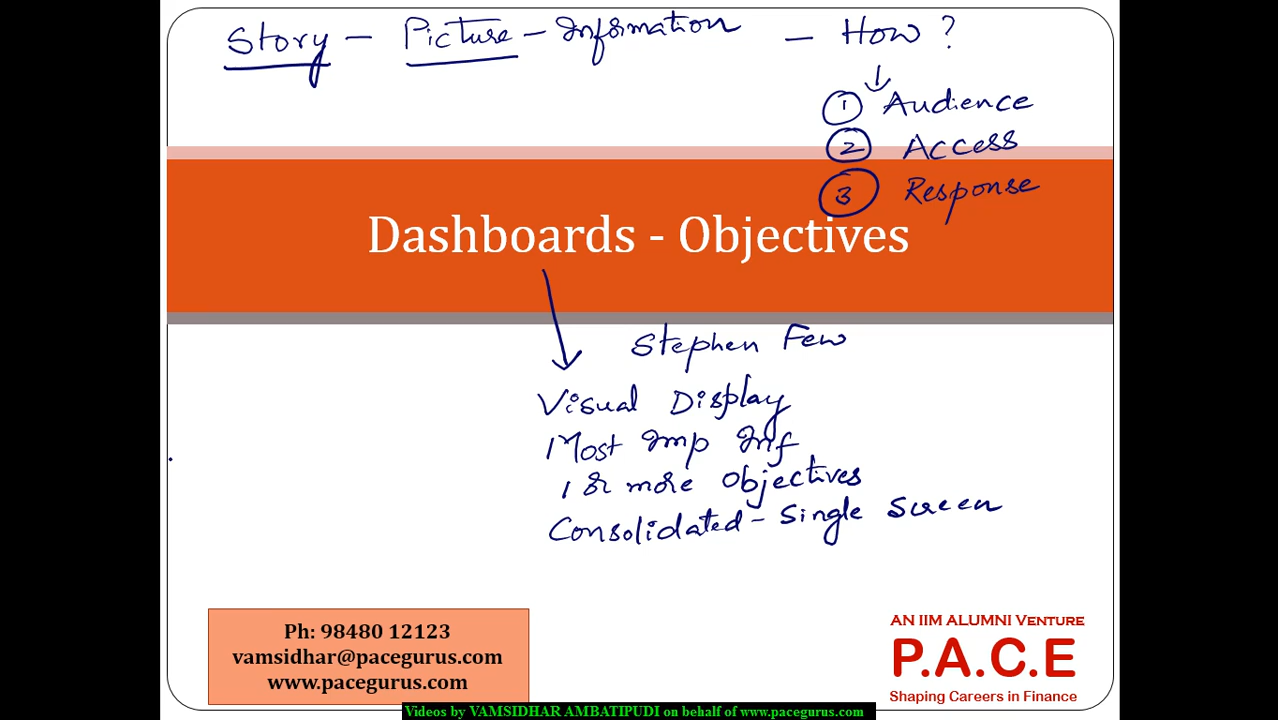 Story - Picture - Information - How ?
① Audience
② Access
③ Response
Dashboards - Objectives
Stephen Few
Visual Display
Most Imp Inf
1 or more Objectives
Consolidated - Single Screen
Ph: 98480 12123
vamsidhar@pacegurus.com
www.pacegurus.com
AN IIM ALUMNI VENTURE
P.A.C.E
Shaping Careers in Finance
Videos by VAMSIDHAR AMBATIPUDI on behalf of www.pacegurus.com